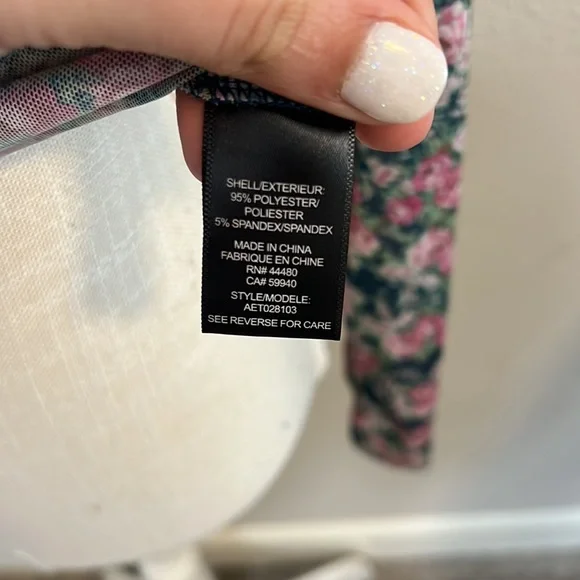 SHELL/EXTERIEUR:
95% POLYESTER/
POLIESTER
5% SPANDEX/SPANDEX
MADE IN CHINA
FABRIQUE EN CHINE
RN# 44480
CA# 59940
STYLE/MODELE:
AET028103
SEE REVERSE FOR CARE